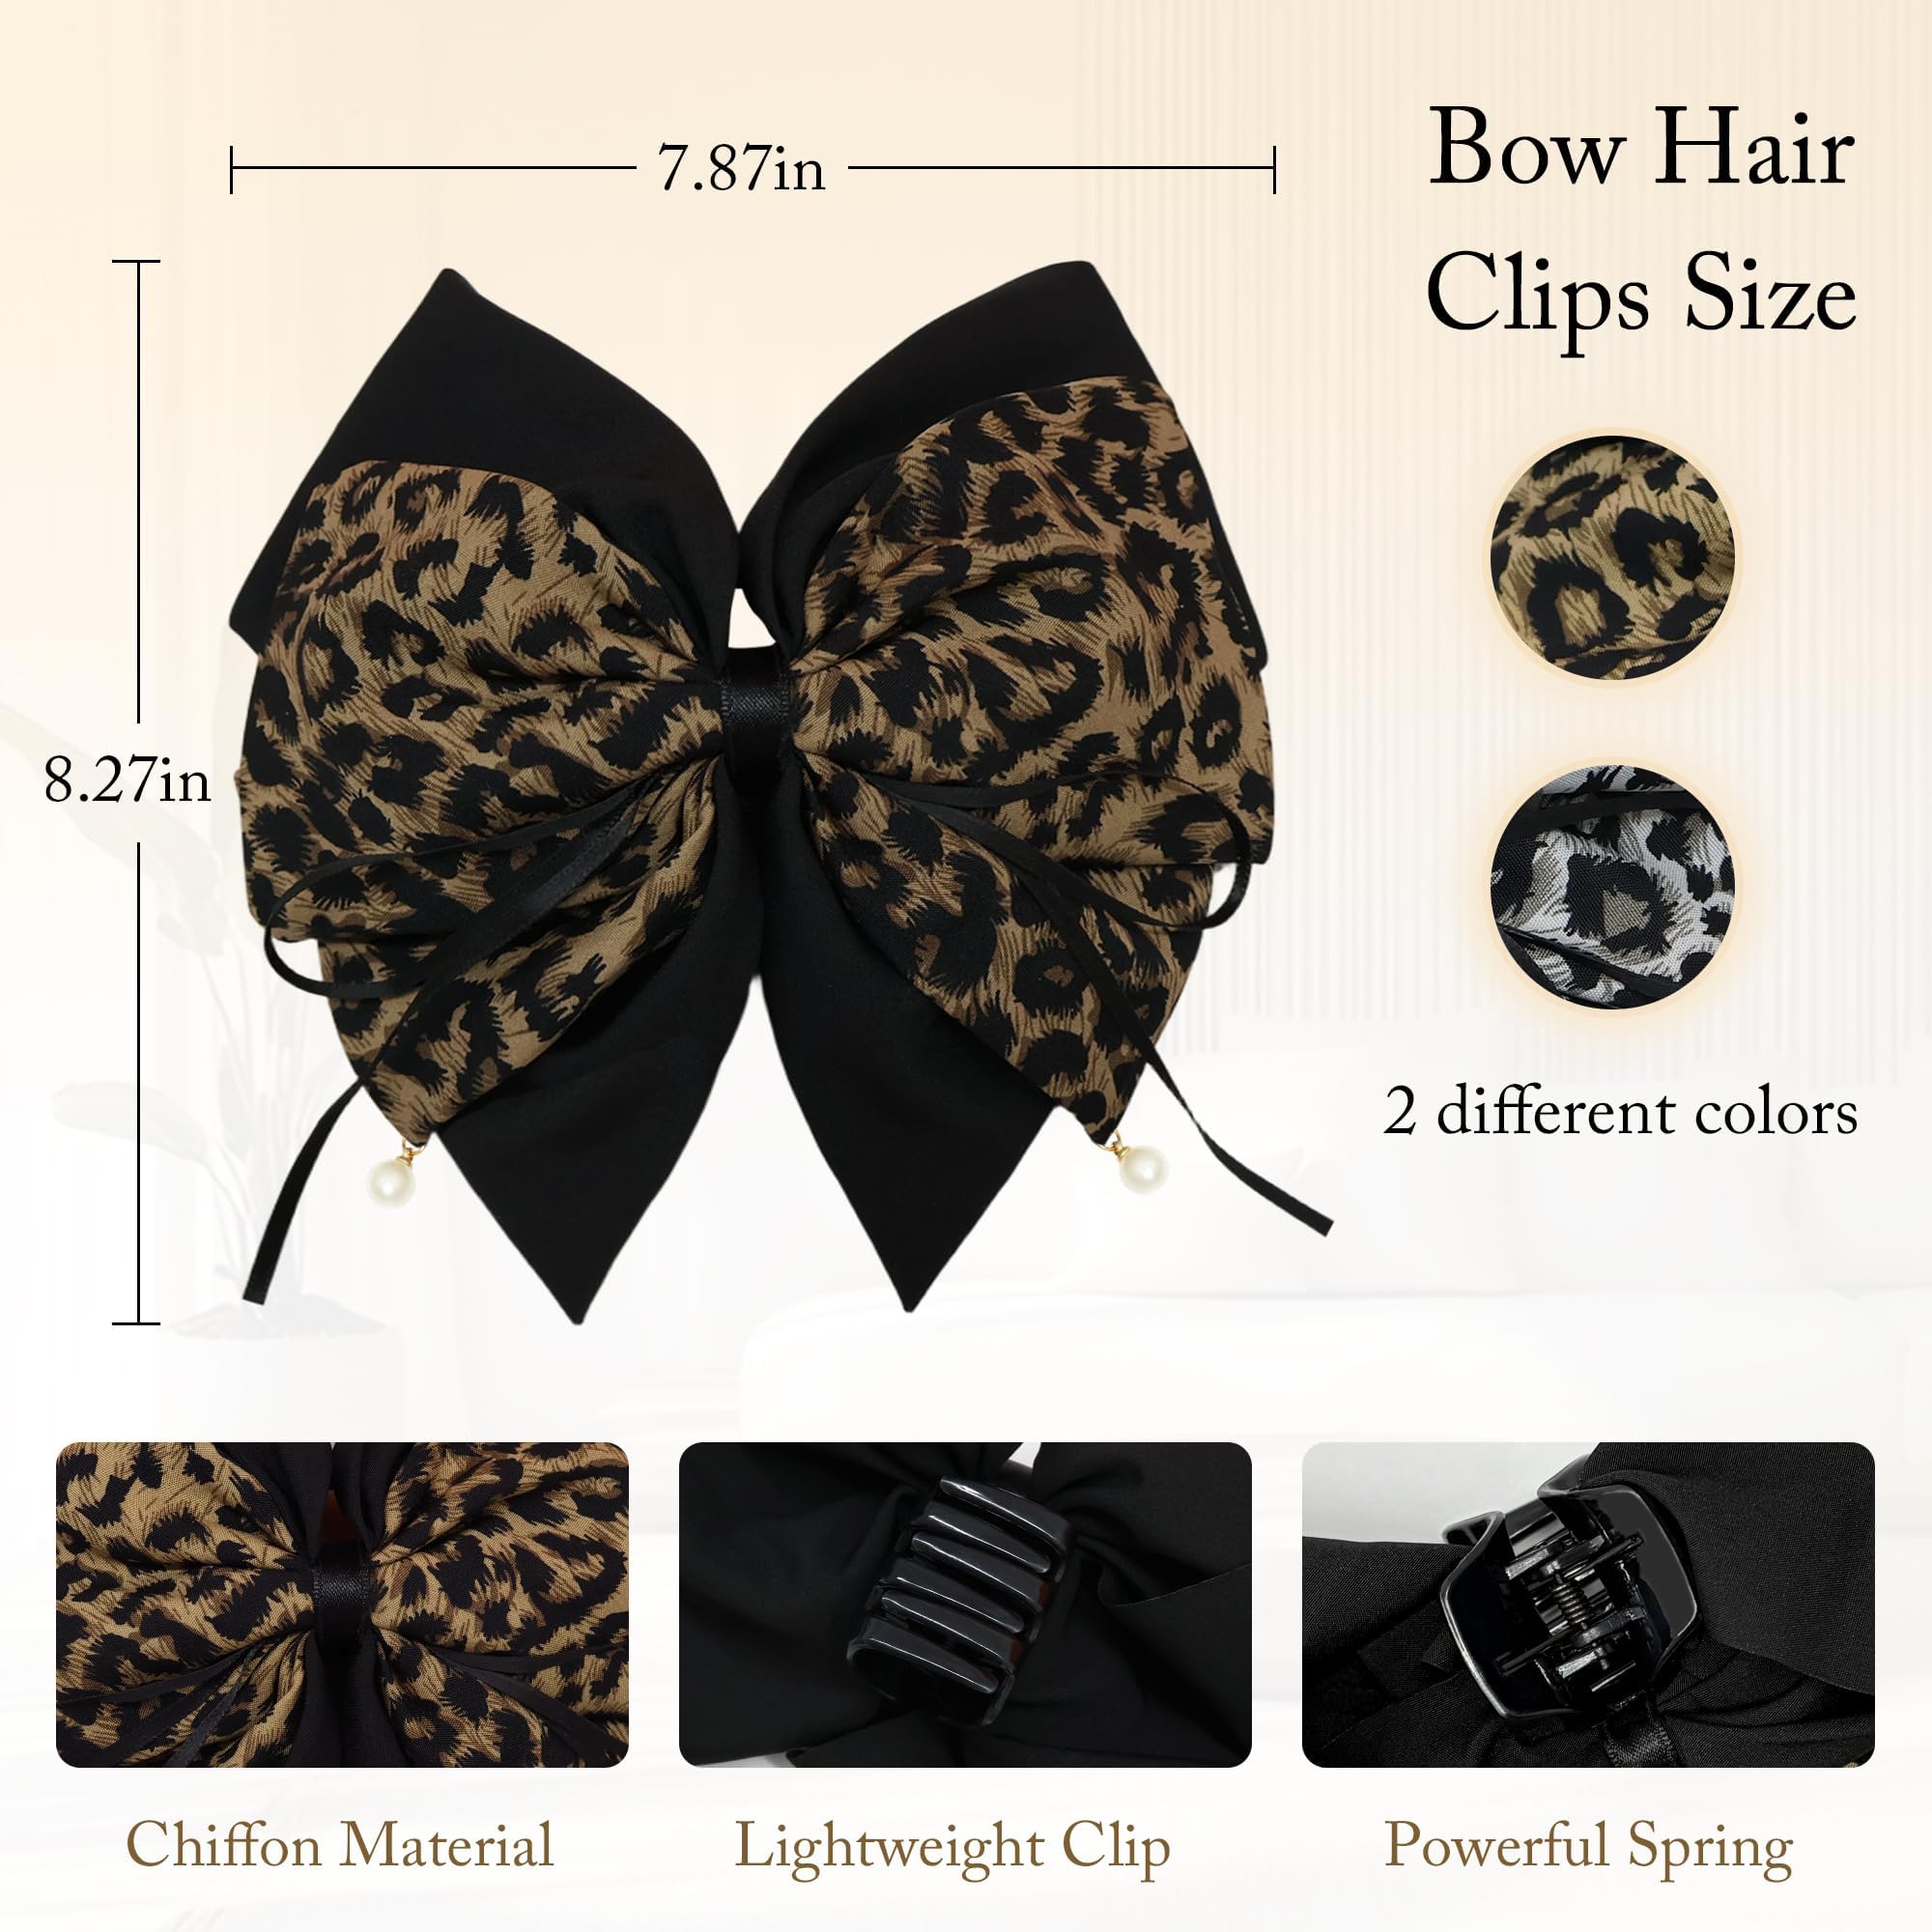 7.87in
Bow Hair
Clips Size
8.27in
2 different colors
Chiffon Material
Lightweight Clip
Powerful Spring